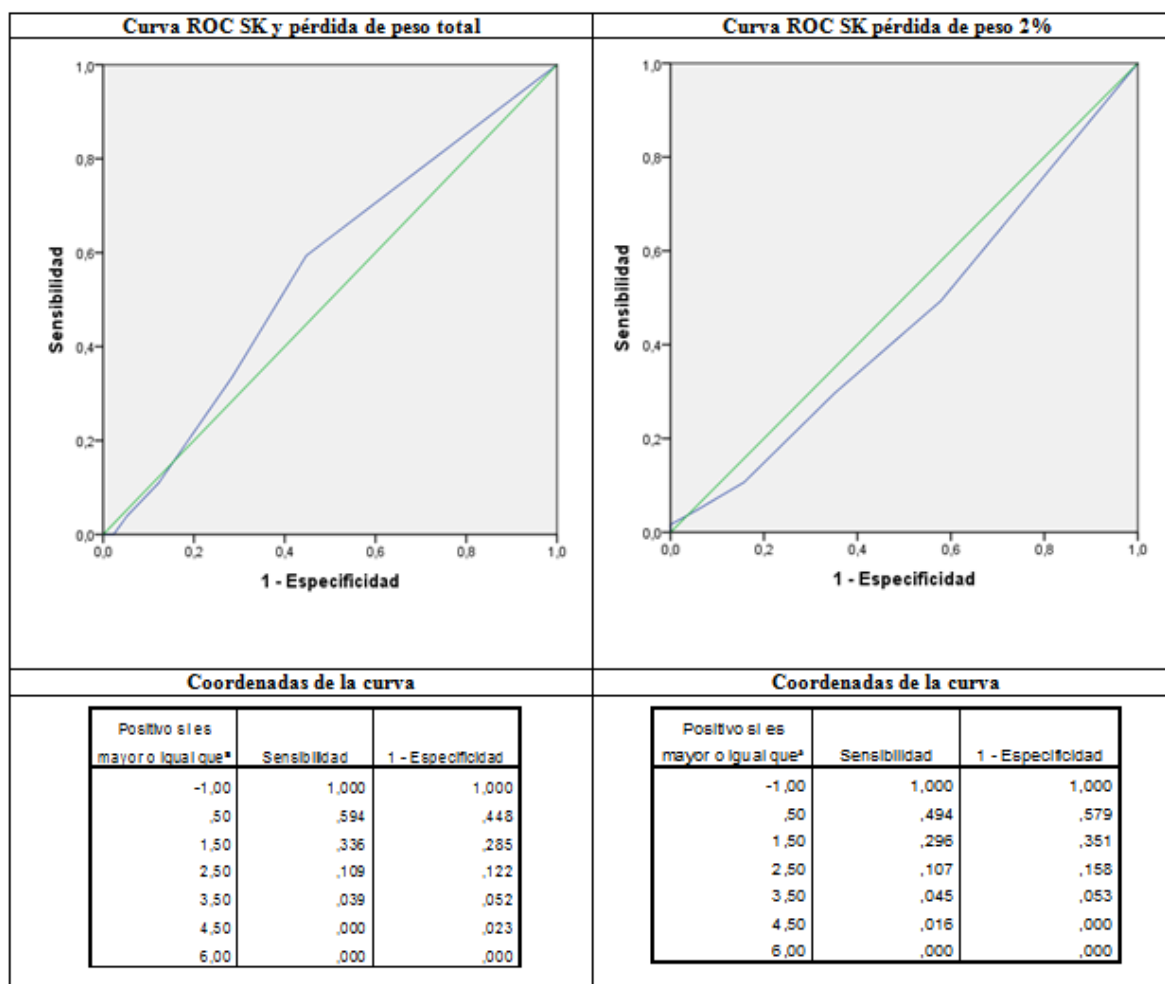 Curva ROC SK y pérdida de peso total
1,0
0,8
0,6
0,4
0,2
0,0
Sensibilidad
0,0 0,2 0,4 0,6 0,8 1,0
1 - Especificidad
Curva ROC SK pérdida de peso 2%
1,0
0,8
0,6
0,4
0,2
0,0
Sensibilidad
0,0 0,2 0,4 0,6 0,8 1,0
1 - Especificidad
Coordenadas de la curva
Positivo si es
mayor o igual queª Sensibilidad 1 - Especificidad
-1,00 1,000 1,000
,50 ,594 ,448
1,50 ,336 ,285
2,50 ,109 ,122
3,50 ,039 ,052
4,50 ,000 ,023
6,00 ,000 ,000
Coordenadas de la curva
Positivo si es
mayor o igual queª Sensibilidad 1 - Especificidad
-1,00 1,000 1,000
,50 ,494 ,579
1,50 ,296 ,351
2,50 ,107 ,158
3,50 ,045 ,053
4,50 ,016 ,000
6,00 ,000 ,000